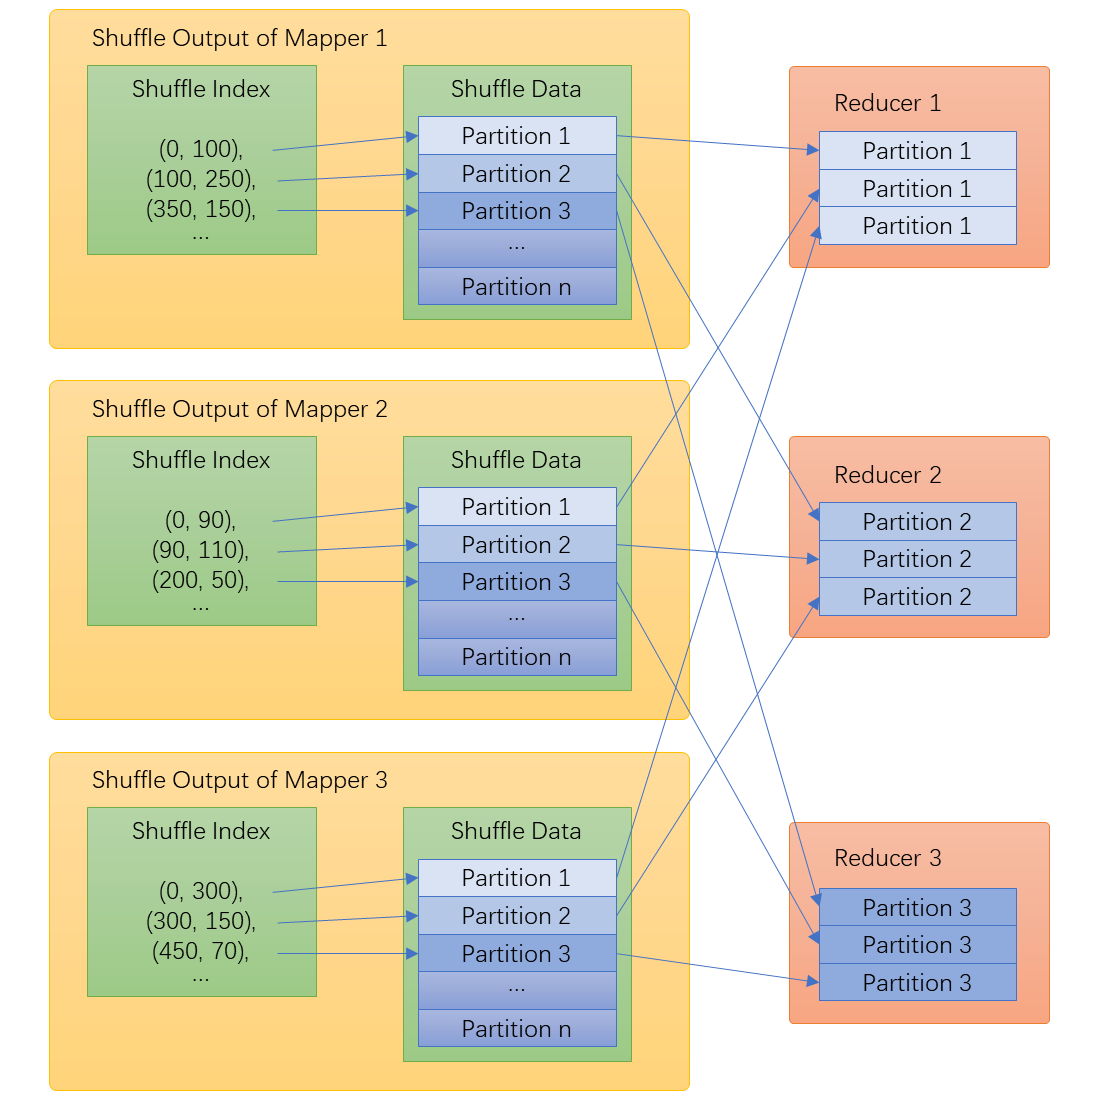 Shuffle Output of Mapper 1
Shuffle Index
(0, 100),
(100, 250),
(350, 150),
...
Shuffle Data
Partition 1
Partition 2
Partition 3
...
Partition n
Shuffle Output of Mapper 2
Shuffle Index
(0, 90),
(90, 110),
(200, 50),
...
Shuffle Data
Partition 1
Partition 2
Partition 3
...
Partition n
Shuffle Output of Mapper 3
Shuffle Index
(0, 300),
(300, 150),
(450, 70),
...
Shuffle Data
Partition 1
Partition 2
Partition 3
...
Partition n
Reducer 1
Partition 1
Partition 1
Partition 1
Reducer 2
Partition 2
Partition 2
Partition 2
Reducer 3
Partition 3
Partition 3
Partition 3